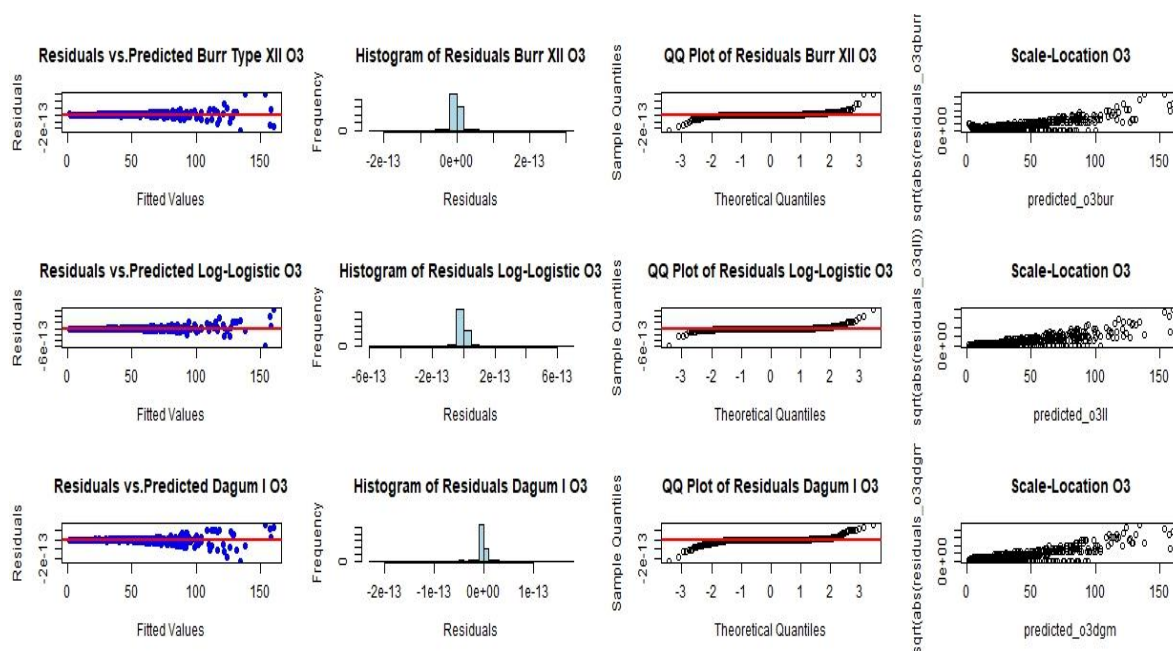 Residuals vs.Predicted Burr Type XII O3
Residuals
-2e-13
0 50 100 150
Fitted Values
Histogram of Residuals Burr XII O3
Frequency
0
-2e-13 0e+00 2e-13
Residuals
QQ Plot of Residuals Burr XII O3
Sample Quantiles
-2e-13
-3 -2 -1 0 1 2 3
Theoretical Quantiles
Scale-Location O3
sqrt(abs(residuals_o3qburr
0e+00
0 50 100 150
predicted_o3bur
Residuals vs.Predicted Log-Logistic O3
Residuals
-6e-13
0 50 100 150
Fitted Values
Histogram of Residuals Log-Logistic O3
Frequency
0
-6e-13 -2e-13 2e-13 6e-13
Residuals
QQ Plot of Residuals Log-Logistic O3
Sample Quantiles
-6e-13
-3 -2 -1 0 1 2 3
Theoretical Quantiles
Scale-Location O3
sqrt(abs(residuals_o3qll))
0e+00
0 50 100 150
predicted_o3ll
Residuals vs.Predicted Dagum I O3
Residuals
-2e-13
0 50 100 150
Fitted Values
Histogram of Residuals Dagum I O3
Frequency
0
-2e-13 -1e-13 0e+00 1e-13
Residuals
QQ Plot of Residuals Dagum I O3
Sample Quantiles
-2e-13
-3 -2 -1 0 1 2 3
Theoretical Quantiles
Scale-Location O3
sqrt(abs(residuals_o3dgm
0e+00
0 50 100 150
predicted_o3dgm